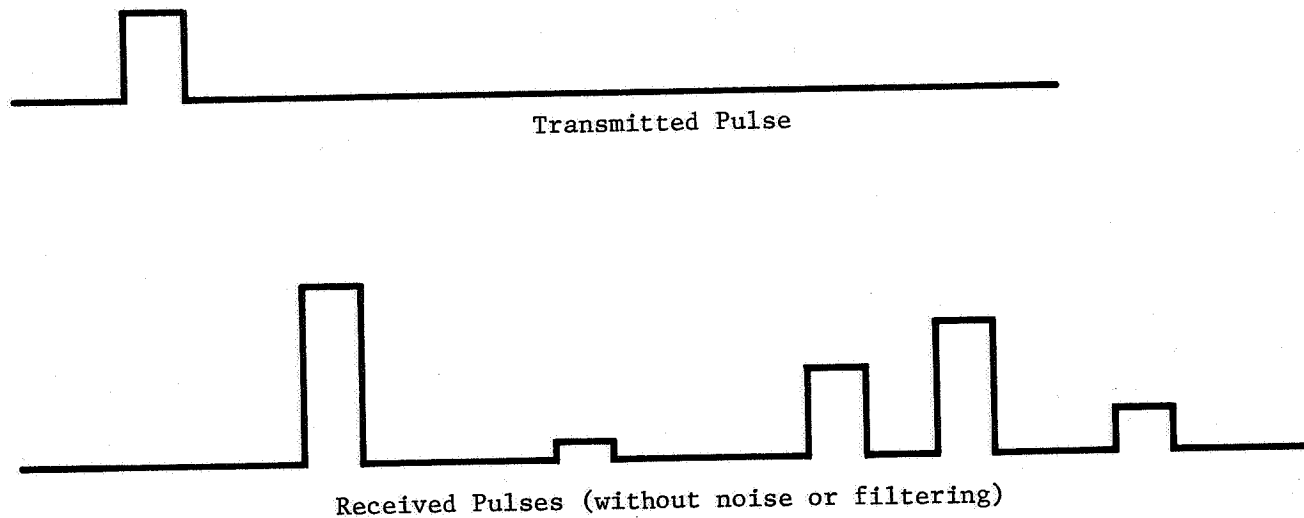 Transmitted Pulse
Received Pulses (without noise or filtering)